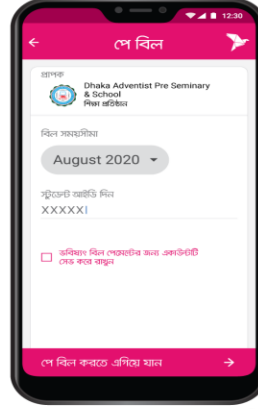 12:30
পে বিল
প্রাপক
Dhaka Adventist Pre Seminary
& School
শিক্ষা প্রতিষ্ঠান
বিল সময়সীমা
August 2020
স্টুডেন্ট আইডি দিন
XXXXX
ভবিষ্যৎ বিল পেমেন্টের জন্য একাউন্টটি
সেভ করে রাখুন
পে বিল করতে এগিয়ে যান